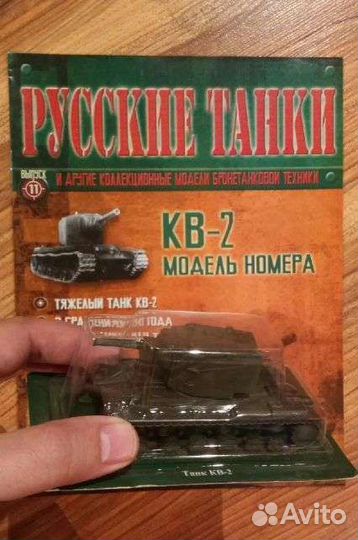 РУССКИЕ ТАНКИ
ВЫПУСК
11
И ДРУГИЕ КОЛЛЕКЦИОННЫЕ МОДЕЛИ БРОНЕТАНКОВОЙ ТЕХНИКИ
КВ-2
МОДЕЛЬ НОМЕРА
ТЯЖЕЛЫЙ ТАНК КВ-2
Танк КВ-2
Avito